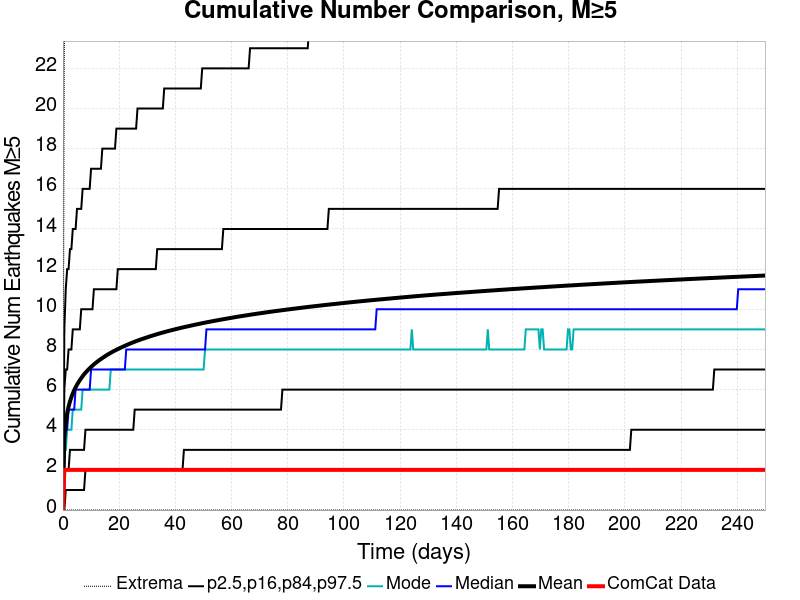 Cumulative Number Comparison, M≥5
Cumulative Num Earthquakes M≥5
22
20
18
16
14
12
10
8
6
4
2
0
0 20 40 60 80 100 120 140 160 180 200 220 240
Time (days)
Extrema p2.5,p16,p84,p97.5 Mode Median Mean ComCat Data